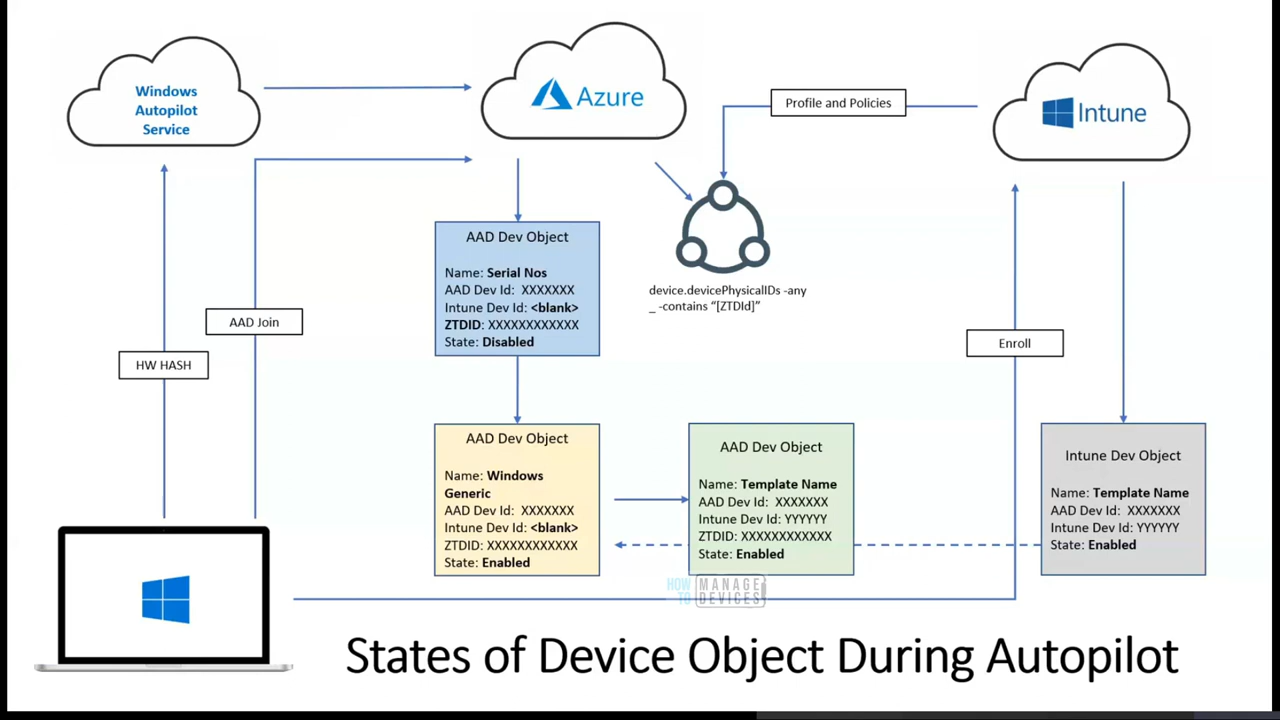 Windows
Autopilot
Service
Azure
Profile and Policies
Intune
AAD Dev Object
Name: Serial Nos
AAD Dev Id:  XXXXXXX
Intune Dev Id: <blank>
ZTDID: XXXXXXXXXXXX
State: Disabled
device.devicePhysicalIDs -any
_ -contains “[ZTDId]”
AAD Join
HW HASH
Enroll
AAD Dev Object
Name: Windows
Generic
AAD Dev Id:  XXXXXXX
Intune Dev Id: <blank>
ZTDID: XXXXXXXXXXXX
State: Enabled
AAD Dev Object
Name: Template Name
AAD Dev Id:  XXXXXXX
Intune Dev Id: YYYYYY
ZTDID: XXXXXXXXXXXX
State: Enabled
Intune Dev Object
Name: Template Name
AAD Dev Id:  XXXXXXX
Intune Dev Id: YYYYYY
State: Enabled
HOW
TO
MANAGE
DEVICES
States of Device Object During Autopilot